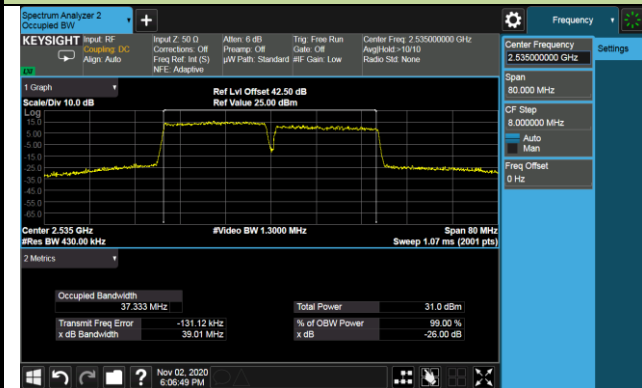 Spectrum Analyzer 2
Occupied BW
+
Frequency
KEYSIGHT
Input: RF
Coupling: DC
Align: Auto
Input Z: 50 Ω
Corrections: Off
Freq Ref: Int (S)
NFE: Adaptive
Atten: 6 dB
Preamp: Off
µW Path: Standard
Trig: Free Run
Gate: Off
#IF Gain: Low
Center Freq: 2.535000000 GHz
Avg|Hold:>10/10
Radio Std: None
Center Frequency
2.535000000 GHz
Settings
Span
80.000 MHz
CF Step
8.000000 MHz
Auto
Man
Freq Offset
0 Hz
1 Graph
Scale/Div 10.0 dB
Ref Lvl Offset 42.50 dB
Ref Value 25.00 dBm
Log
15.0
5.00
-5.00
-15.0
-25.0
-35.0
-45.0
-55.0
-65.0
Center 2.535 GHz
#Video BW 1.3000 MHz
Span 80 MHz
#Res BW 430.00 kHz
Sweep 1.07 ms (2001 pts)
2 Metrics
Occupied Bandwidth
37.333 MHz
Total Power 31.0 dBm
Transmit Freq Error -131.12 kHz
% of OBW Power 99.00 %
x dB Bandwidth 39.01 MHz
x dB -26.00 dB
?
Nov 02, 2020
6:06:49 PM